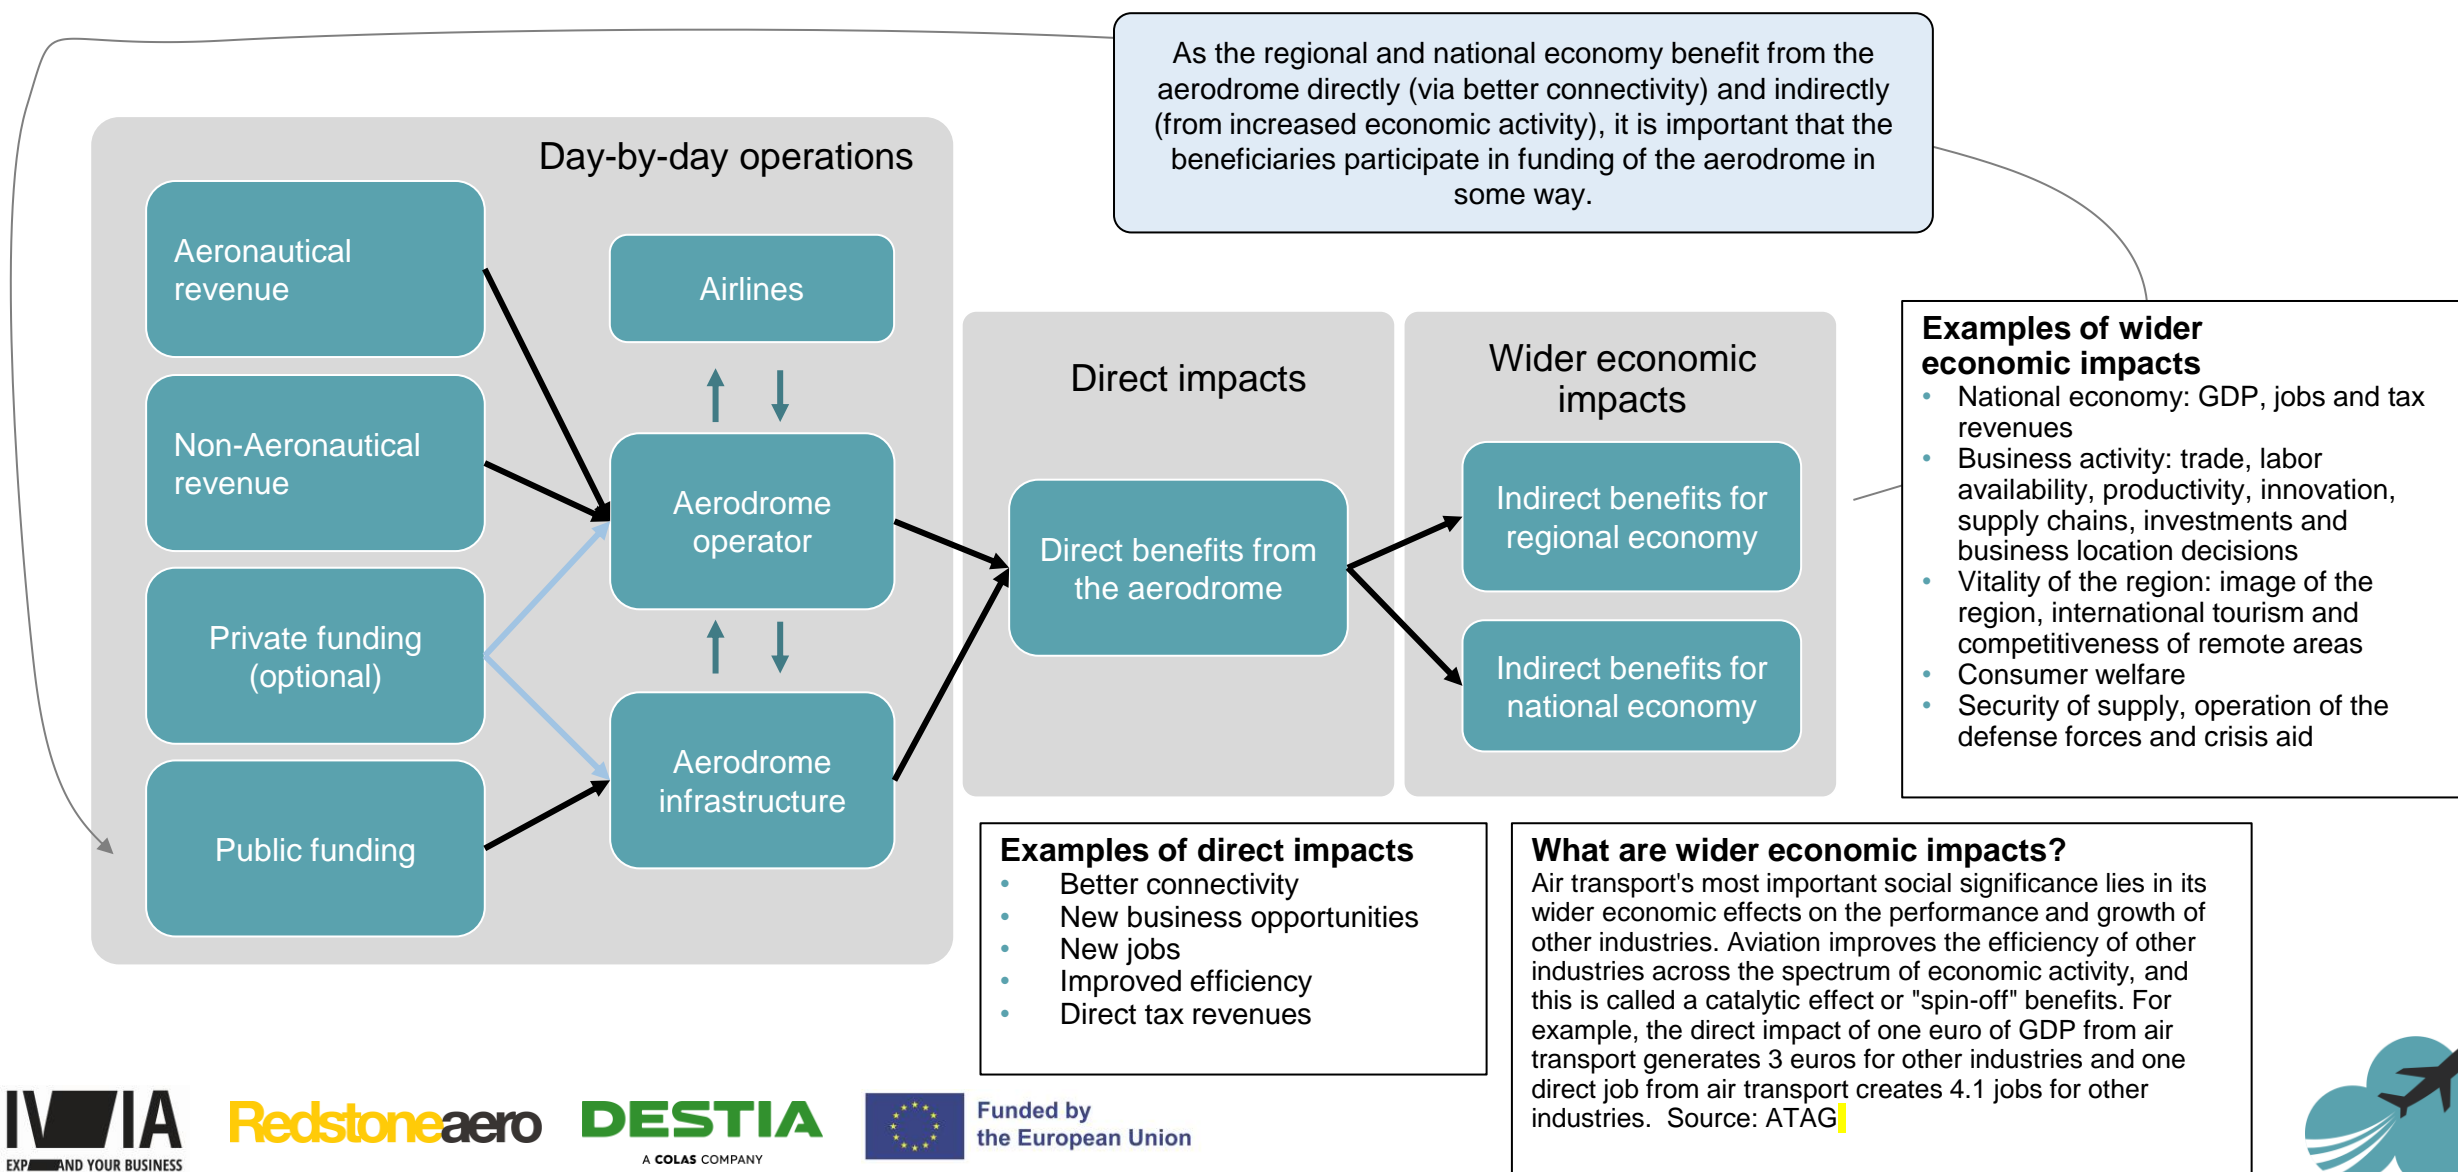 As the regional and national economy benefit from the
aerodrome directly (via better connectivity) and indirectly
(from increased economic activity), it is important that the
beneficiaries participate in funding of the aerodrome in
some way.
Day-by-day operations
Aeronautical
revenue
Non-Aeronautical
revenue
Private funding
(optional)
Public funding
Airlines
Aerodrome
operator
Aerodrome
infrastructure
Direct impacts
Direct benefits from
the aerodrome
Wider economic
impacts
Indirect benefits for
regional economy
Indirect benefits for
national economy
Examples of wider
economic impacts
• National economy: GDP, jobs and tax
revenues
• Business activity: trade, labor
availability, productivity, innovation,
supply chains, investments and
business location decisions
• Vitality of the region: image of the
region, international tourism and
competitiveness of remote areas
• Consumer welfare
• Security of supply, operation of the
defense forces and crisis aid
Examples of direct impacts
• Better connectivity
• New business opportunities
• New jobs
• Improved efficiency
• Direct tax revenues
What are wider economic impacts?
Air transport's most important social significance lies in its
wider economic effects on the performance and growth of
other industries. Aviation improves the efficiency of other
industries across the spectrum of economic activity, and
this is called a catalytic effect or "spin-off" benefits. For
example, the direct impact of one euro of GDP from air
transport generates 3 euros for other industries and one
direct job from air transport creates 4.1 jobs for other
industries.  Source: ATAG
YOUR BUSINESS
Redstoneaero
DESTIA
A COLAS COMPANY
Funded by
the European Union